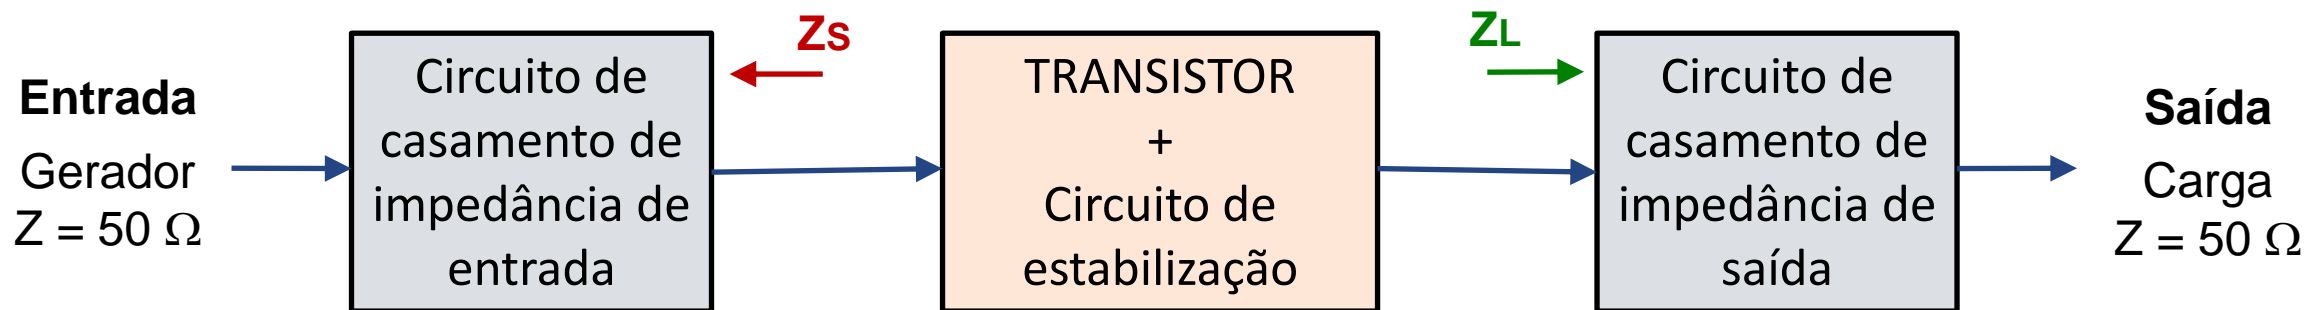 Entrada
Gerador
Z = 50 Ω
Circuito de
casamento de
impedância de
entrada
ZS
TRANSISTOR
+
Circuito de
estabilização
ZL
Circuito de
casamento de
impedância de
saída
Saída
Carga
Z = 50 Ω